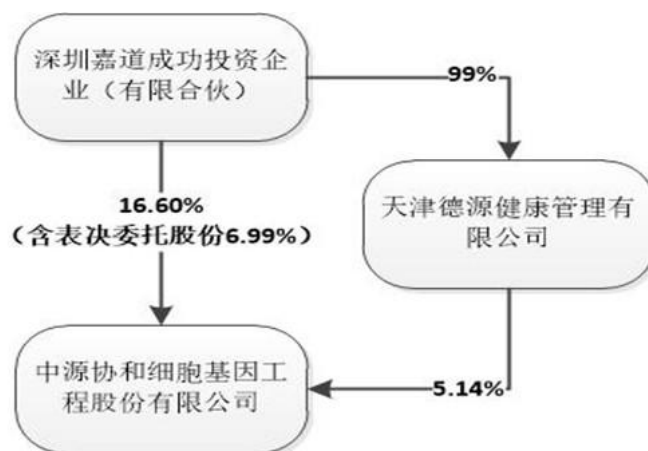 深圳嘉道成功投资企
业（有限合伙）
99%
16.60%
（含表决委托股份6.99%）
天津德源健康管理有
限公司
中源协和细胞基因工
程股份有限公司
5.14%